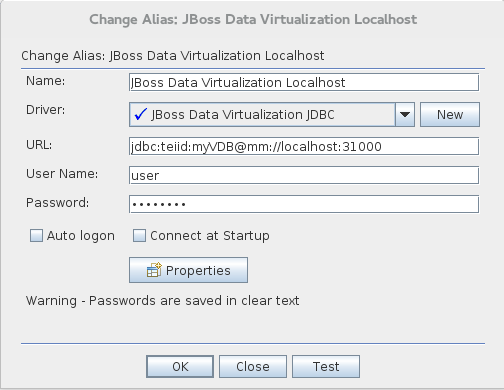 Change Alias: JBoss Data Virtualization Localhost
Change Alias: JBoss Data Virtualization Localhost
Name: JBoss Data Virtualization Localhost
Driver: JBoss Data Virtualization JDBC New
URL: jdbc:teiid:myVDB@mm://localhost:31000
User Name: user
Password: ••••••••
Auto logon Connect at Startup
Properties
Warning - Passwords are saved in clear text
OK Close Test